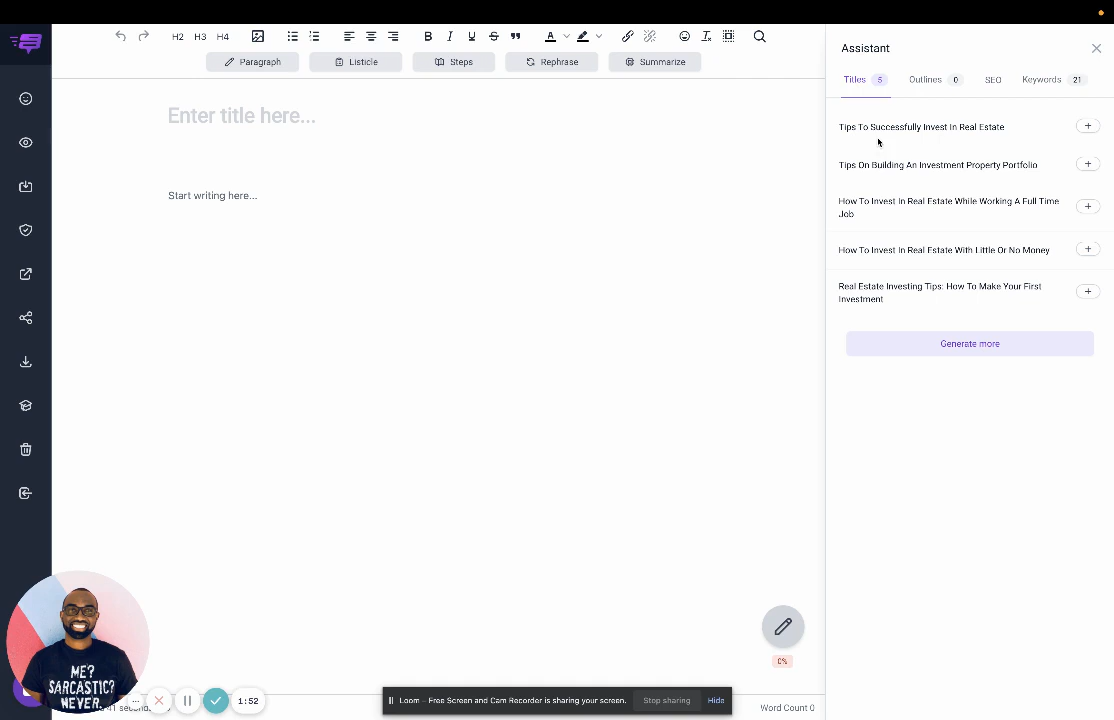 H2 H3 H4 B I U S A
Paragraph Listicle Steps Rephrase Summarize
Enter title here...
Start writing here...
Assistant
Titles 5 Outlines 0 SEO Keywords 21
Tips To Successfully Invest In Real Estate
Tips On Building An Investment Property Portfolio
How To Invest In Real Estate While Working A Full Time
Job
How To Invest In Real Estate With Little Or No Money
Real Estate Investing Tips: How To Make Your First
Investment
Generate more
0%
ME?
SARCASTIC?
NEVER.
1:52
Loom – Free Screen and Cam Recorder is sharing your screen. Stop sharing Hide
Word Count 0